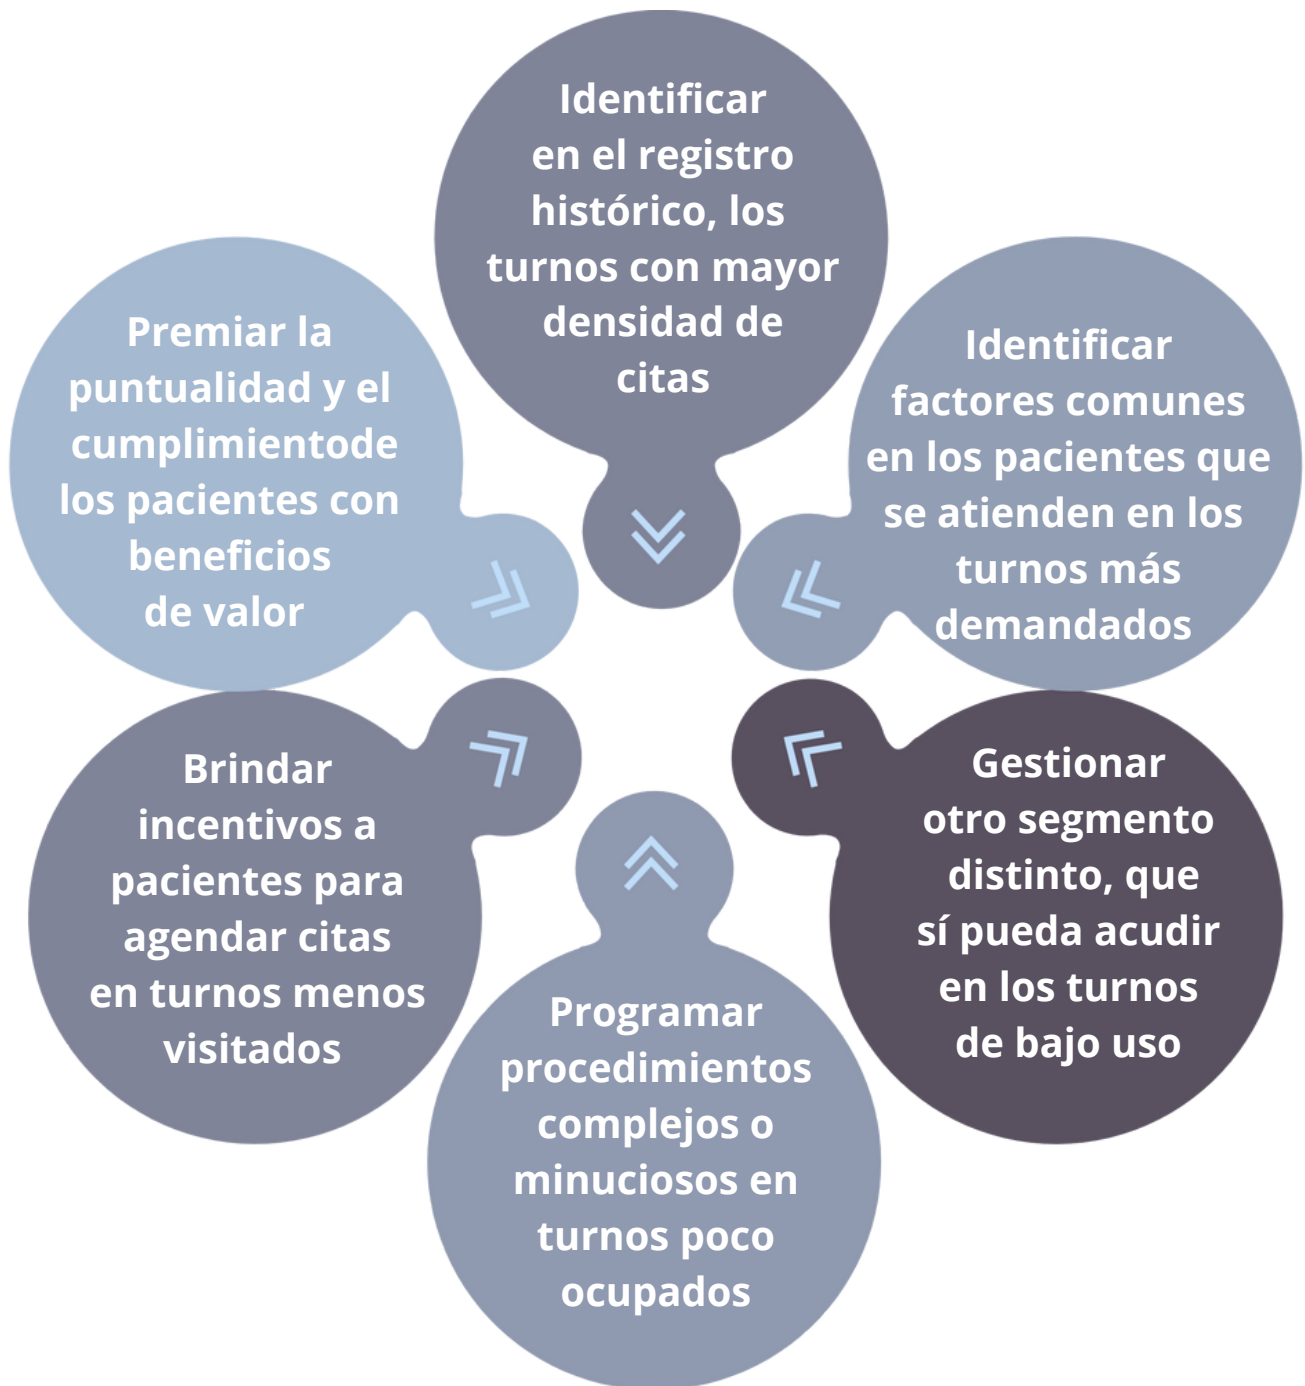 Identificar
en el registro
histórico, los
turnos con mayor
densidad de
citas
Identificar
factores comunes
en los pacientes que
se atienden en los
turnos más
demandados
Gestionar
otro segmento
distinto, que
sí pueda acudir
en los turnos
de bajo uso
Programar
procedimientos
complejos o
minuciosos en
turnos poco
ocupados
Brindar
incentivos a
pacientes para
agendar citas
en turnos menos
visitados
Premiar la
puntualidad y el
cumplimientode
los pacientes con
beneficios
de valor